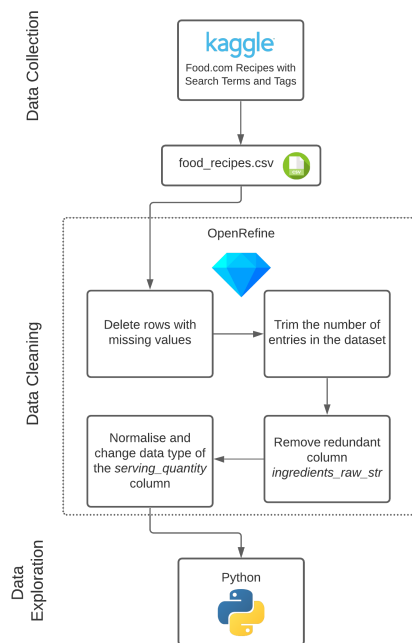 Data Collection
kaggle
Food.com Recipes with
Search Terms and Tags
food_recipes.csv
OpenRefine
Data Cleaning
Delete rows with
missing values
Trim the number of
entries in the dataset
Normalise and
change data type of
the serving_quantity
column
Remove redundant
column
ingredients_raw_str
Data
Exploration
Python